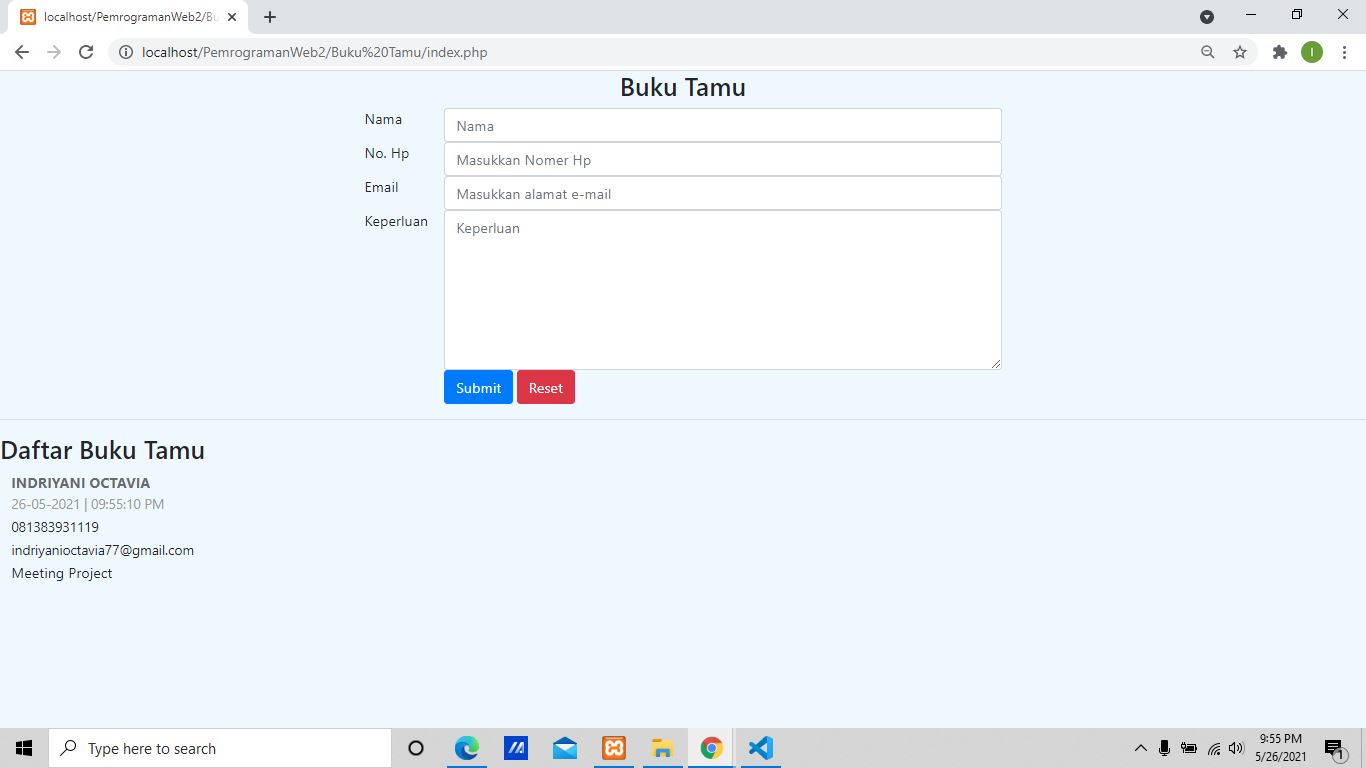 localhost/PemrogramanWeb2/Bu
localhost/PemrogramanWeb2/Buku%20Tamu/index.php
I
Buku Tamu
Nama
Nama
No. Hp
Masukkan Nomer Hp
Email
Masukkan alamat e-mail
Keperluan
Keperluan
Submit Reset
Daftar Buku Tamu
INDRIYANI OCTAVIA
26-05-2021 | 09:55:10 PM
081383931119
indriyanioctavia77@gmail.com
Meeting Project
Type here to search
9:55 PM
5/26/2021
1